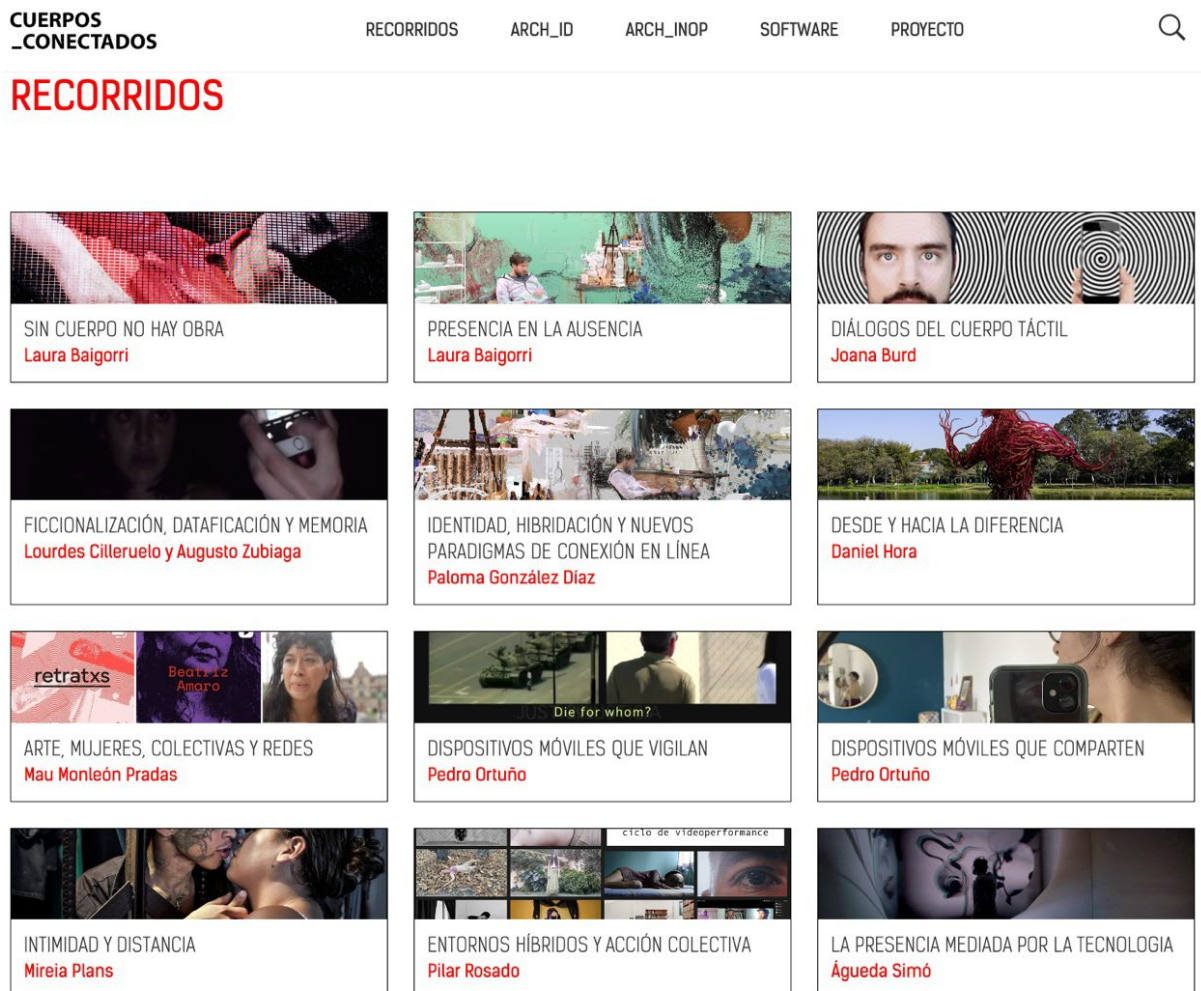 CUERPOS
_CONECTADOS
RECORRIDOS
ARCH_ID
ARCH_INOP
SOFTWARE
PROYECTO
RECORRIDOS
SIN CUERPO NO HAY OBRA
Laura Baigorri
PRESENCIA EN LA AUSENCIA
Laura Baigorri
DIÁLOGOS DEL CUERPO TÁCTIL
Joana Burd
FICCIONALIZACIÓN, DATAFICACIÓN Y MEMORIA
Lourdes Cilleruelo y Augusto Zubiaga
IDENTIDAD, HIBRIDACIÓN Y NUEVOS
PARADIGMAS DE CONEXIÓN EN LÍNEA
Paloma González Díaz
DESDE Y HACIA LA DIFERENCIA
Daniel Hora
retratxs
Beatriz
Amaro
ARTE, MUJERES, COLECTIVAS Y REDES
Mau Monleón Pradas
Die for whom?
DISPOSITIVOS MÓVILES QUE VIGILAN
Pedro Ortuño
DISPOSITIVOS MÓVILES QUE COMPARTEN
Pedro Ortuño
INTIMIDAD Y DISTANCIA
Mireia Plans
ciclo de videoperformance
ENTORNOS HÍBRIDOS Y ACCIÓN COLECTIVA
Pilar Rosado
LA PRESENCIA MEDIADA POR LA TECNOLOGIA
Águeda Simó